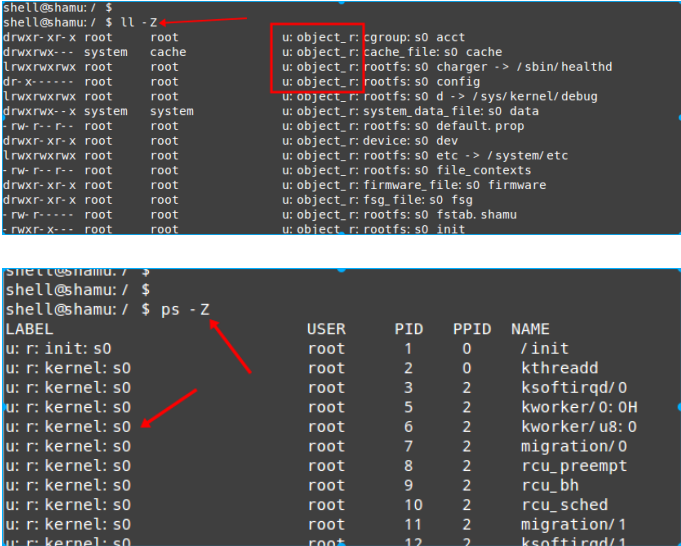 shell@shamu:/ $
shell@shamu:/ $ ll -Z
drwxr-xr-x root root u:object_r:cgroup:s0 acct
drwxrwx--- system cache u:object_r:cache_file:s0 cache
lrwxrwxrwx root root u:object_r:rootfs:s0 charger -> /sbin/healthd
dr-x------ root root u:object_r:rootfs:s0 config
lrwxrwxrwx root root u:object_r:rootfs:s0 d -> /sys/kernel/debug
drwxrwx--x system system u:object_r:system_data_file:s0 data
-rw-r--r-- root root u:object_r:rootfs:s0 default.prop
drwxr-xr-x root root u:object_r:device:s0 dev
lrwxrwxrwx root root u:object_r:rootfs:s0 etc -> /system/etc
-rw-r--r-- root root u:object_r:rootfs:s0 file_contexts
drwxr-xr-x root root u:object_r:firmware_file:s0 firmware
drwxr-xr-x root root u:object_r:fsg_file:s0 fsg
-rw-r----- root root u:object_r:rootfs:s0 fstab.shamu
-rwxr-x--- root root u:object_r:rootfs:s0 init
shell@shamu:/ $
shell@shamu:/ $
shell@shamu:/ $ ps -Z
LABEL USER PID PPID NAME
u:r:init:s0 root 1 0 /init
u:r:kernel:s0 root 2 0 kthreadd
u:r:kernel:s0 root 3 2 ksoftirqd/0
u:r:kernel:s0 root 5 2 kworker/0:0H
u:r:kernel:s0 root 6 2 kworker/u8:0
u:r:kernel:s0 root 7 2 migration/0
u:r:kernel:s0 root 8 2 rcu_preempt
u:r:kernel:s0 root 9 2 rcu_bh
u:r:kernel:s0 root 10 2 rcu_sched
u:r:kernel:s0 root 11 2 migration/1
u:r:kernel:s0 root 12 2 ksoftirqd/1